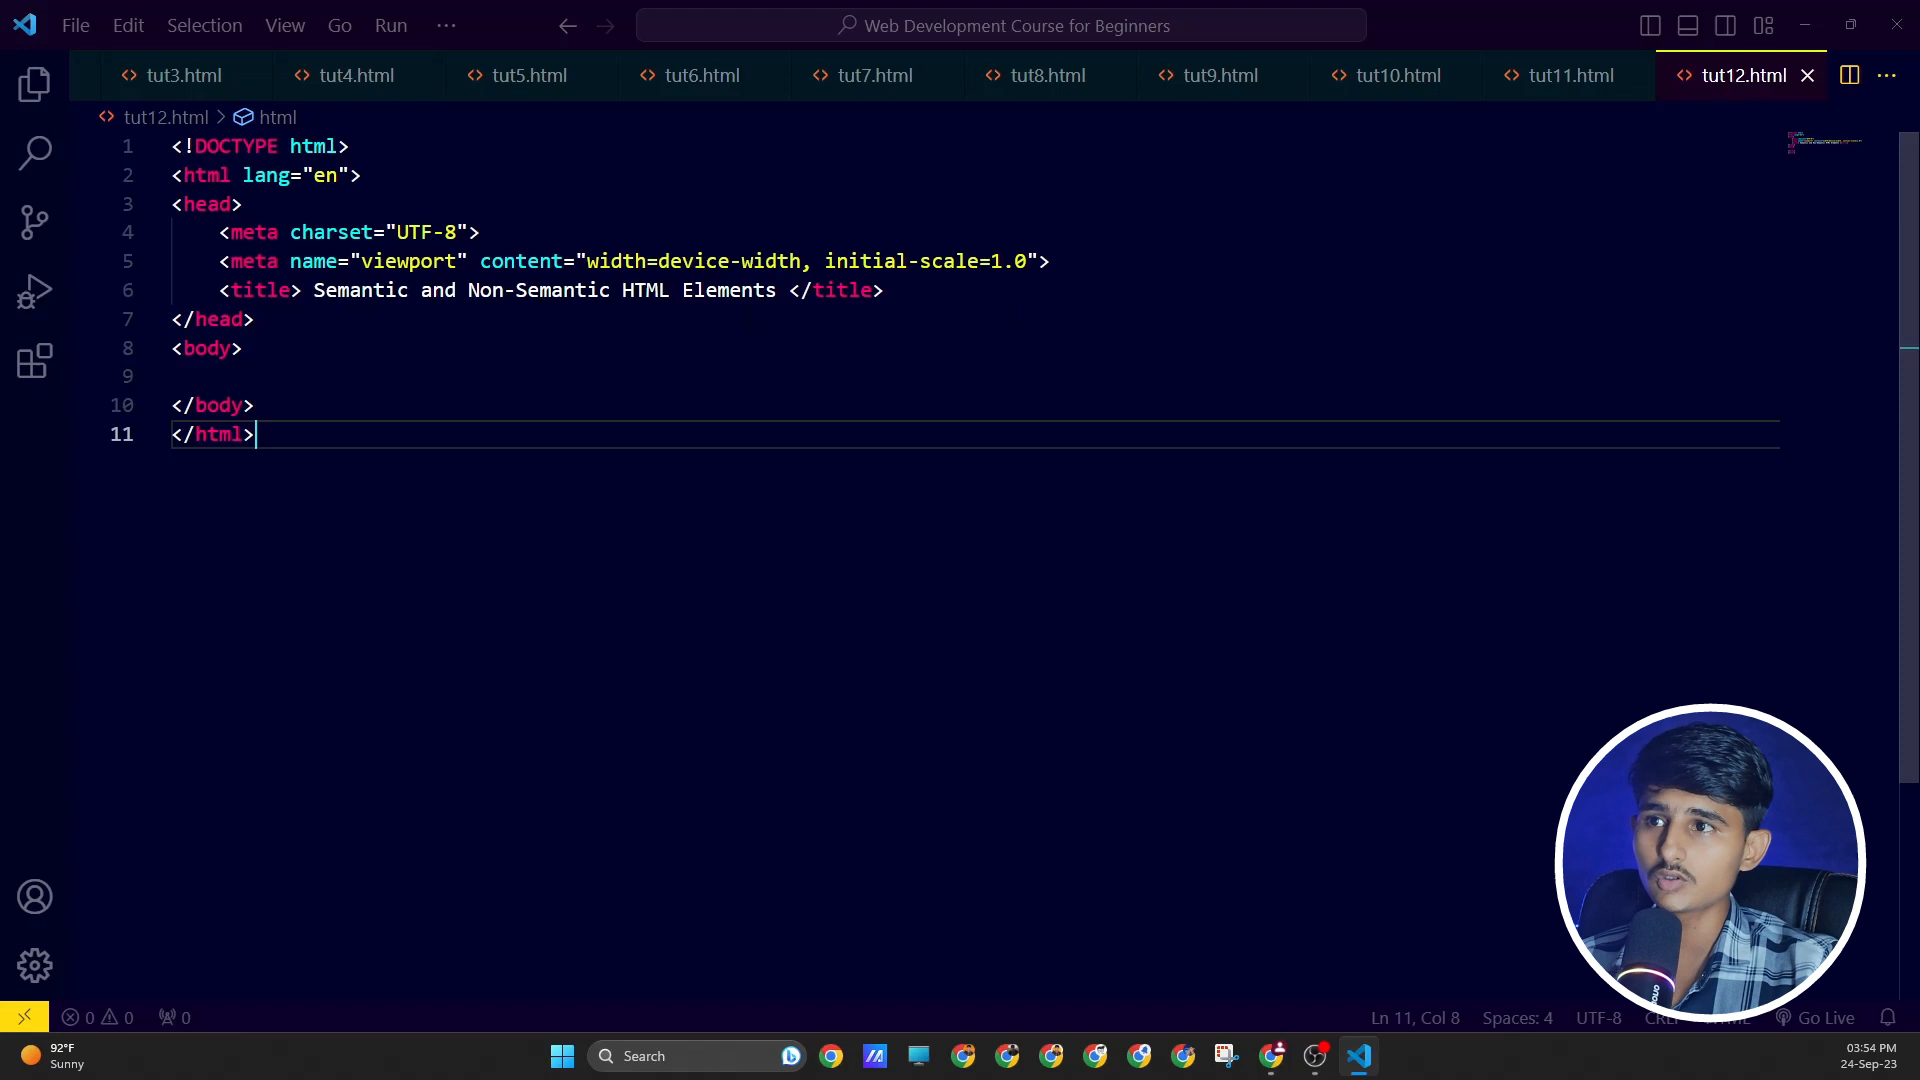 File Edit Selection View Go Run ···
Web Development Course for Beginners
tut3.html tut4.html tut5.html tut6.html tut7.html tut8.html tut9.html tut10.html tut11.html tut12.html
tut12.html > html
1 <!DOCTYPE html>
2 <html lang="en">
3 <head>
4 <meta charset="UTF-8">
5 <meta name="viewport" content="width=device-width, initial-scale=1.0">
6 <title> Semantic and Non-Semantic HTML Elements </title>
7 </head>
8 <body>
9
10 </body>
11 </html>
0 0 0 Ln 11, Col 8 Spaces: 4 UTF-8 Go Live
92°F
Sunny
Search
03:54 PM
24-Sep-23